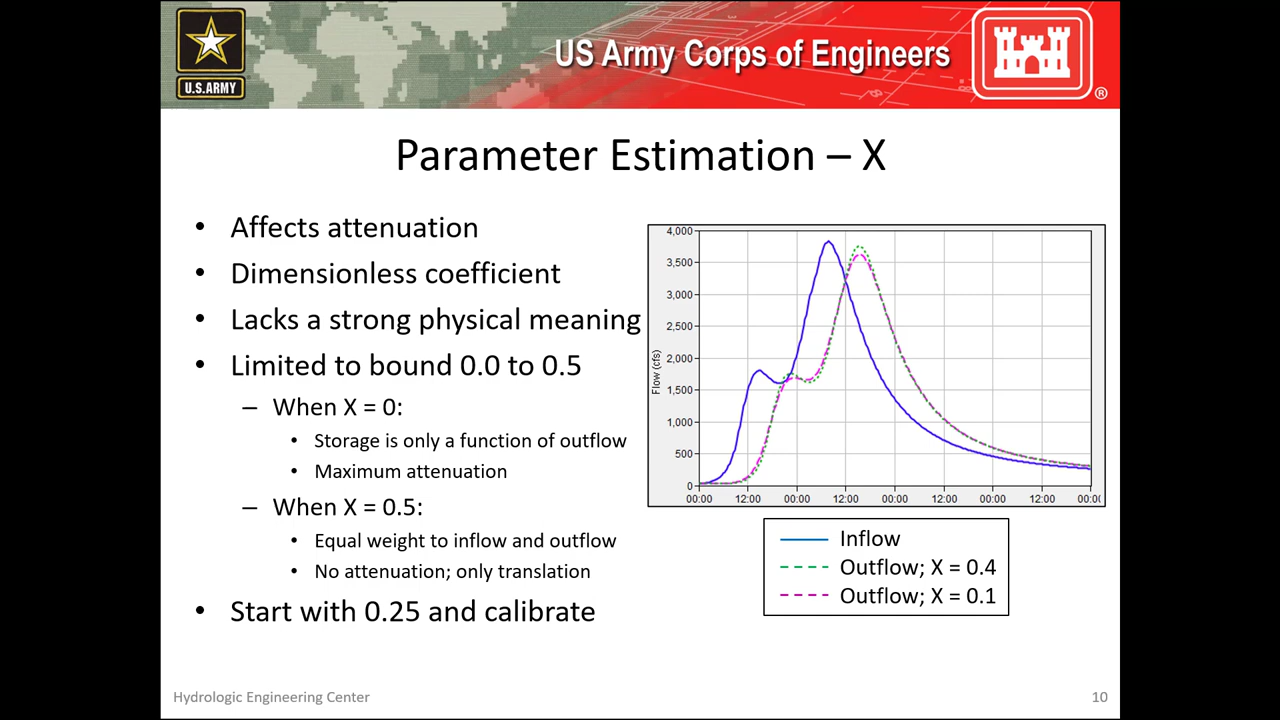 US Army Corps of Engineers
U.S.ARMY
®
Parameter Estimation – X
• Affects attenuation
• Dimensionless coefficient
• Lacks a strong physical meaning
• Limited to bound 0.0 to 0.5
– When X = 0:
• Storage is only a function of outflow
• Maximum attenuation
– When X = 0.5:
• Equal weight to inflow and outflow
• No attenuation; only translation
• Start with 0.25 and calibrate
Flow (cfs)
4,000
3,500
3,000
2,500
2,000
1,500
1,000
500
0
00:00 12:00 00:00 12:00 00:00 12:00 00:00 12:00 00:0
Inflow
Outflow; X = 0.4
Outflow; X = 0.1
Hydrologic Engineering Center
10